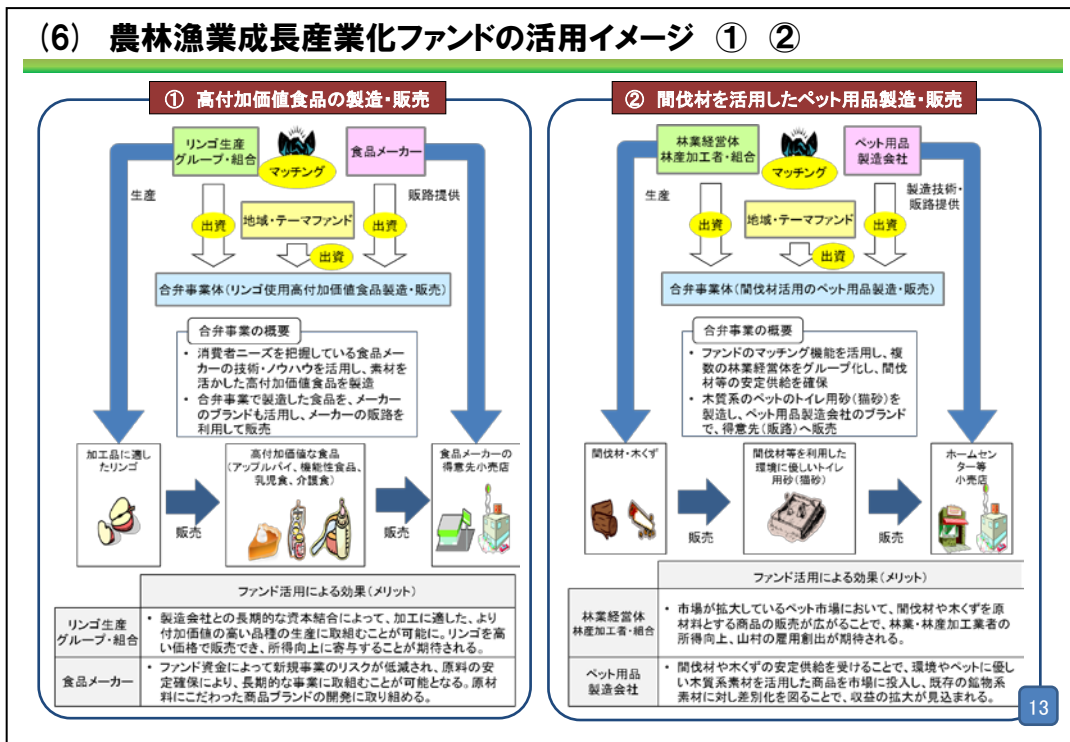 (6) 農林漁業成長産業化ファンドの活用イメージ ① ②
① 高付加価値食品の製造・販売
リンゴ生産
グループ・組合
マッチング
食品メーカー
生産
販路提供
出資
地域・テーマファンド
出資
出資
合弁事業体(リンゴ使用高付加価値食品製造・販売)
合弁事業の概要
・ 消費者ニーズを把握している食品メー
カーの技術・ノウハウを活用し、素材を
活かした高付加価値食品を製造
・ 合弁事業で製造した食品を、メーカー
のブランドも活用し、メーカーの販路を
利用して販売
加工品に適し
たリンゴ
販売
高付加価値な食品
(アップルパイ、機能性食品、
乳児食、介護食)
販売
食品メーカーの
得意先小売店
ファンド活用による効果(メリット)
リンゴ生産
グループ・組合
・ 製造会社との長期的な資本結合によって、加工に適した、より
付加価値の高い品種の生産に取組むことが可能に。リンゴを高
い価格で販売でき、所得向上に寄与することが期待される。
食品メーカー
・ ファンド資金によって新規事業のリスクが低減され、原料の安
定確保により、長期的な事業に取組むことが可能となる。原材
料にこだわった商品ブランドの開発に取り組める。
② 間伐材を活用したペット用品製造・販売
林業経営体
林産加工者・組合
マッチング
ペット用品
製造会社
生産
製造技術・
販路提供
出資
地域・テーマファンド
出資
出資
合弁事業体(間伐材活用のペット用品製造・販売)
合弁事業の概要
・ ファンドのマッチング機能を活用し、複
数の林業経営体をグループ化し、間伐
材等の安定供給を確保
・ 木質系のペットのトイレ用砂(猫砂)を
製造し、ペット用品製造会社のブランド
で、得意先(販路)へ販売
間伐材・木くず
販売
間伐材等を利用した
環境に優しいトイレ
用砂(猫砂)
販売
ホームセン
ター等
小売店
ファンド活用による効果(メリット)
林業経営体
林産加工者・組合
・ 市場が拡大しているペット市場において、間伐材や木くずを原
材料とする商品の販売が広がることで、林業・林産加工業者の
所得向上、山村の雇用創出が期待される。
ペット用品
製造会社
・ 間伐材や木くずの安定供給を受けることで、環境やペットに優し
い木質系素材を活用した商品を市場に投入し、既存の鉱物系
素材に対し差別化を図ることで、収益の拡大が見込まれる。
13